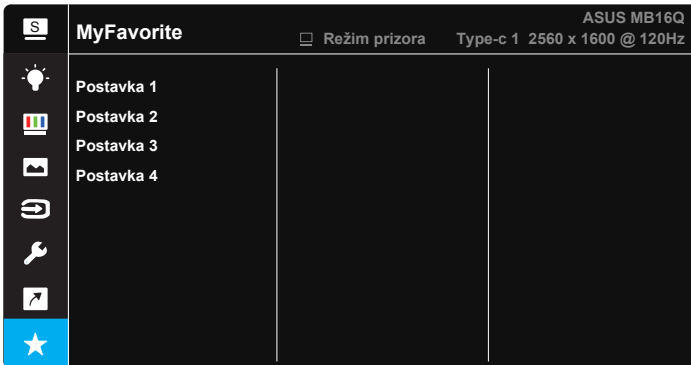 S
MyFavorite
ASUS MB16Q
Režim prizora Type-c 1 2560 x 1600 @ 120Hz
Postavka 1
Postavka 2
Postavka 3
Postavka 4